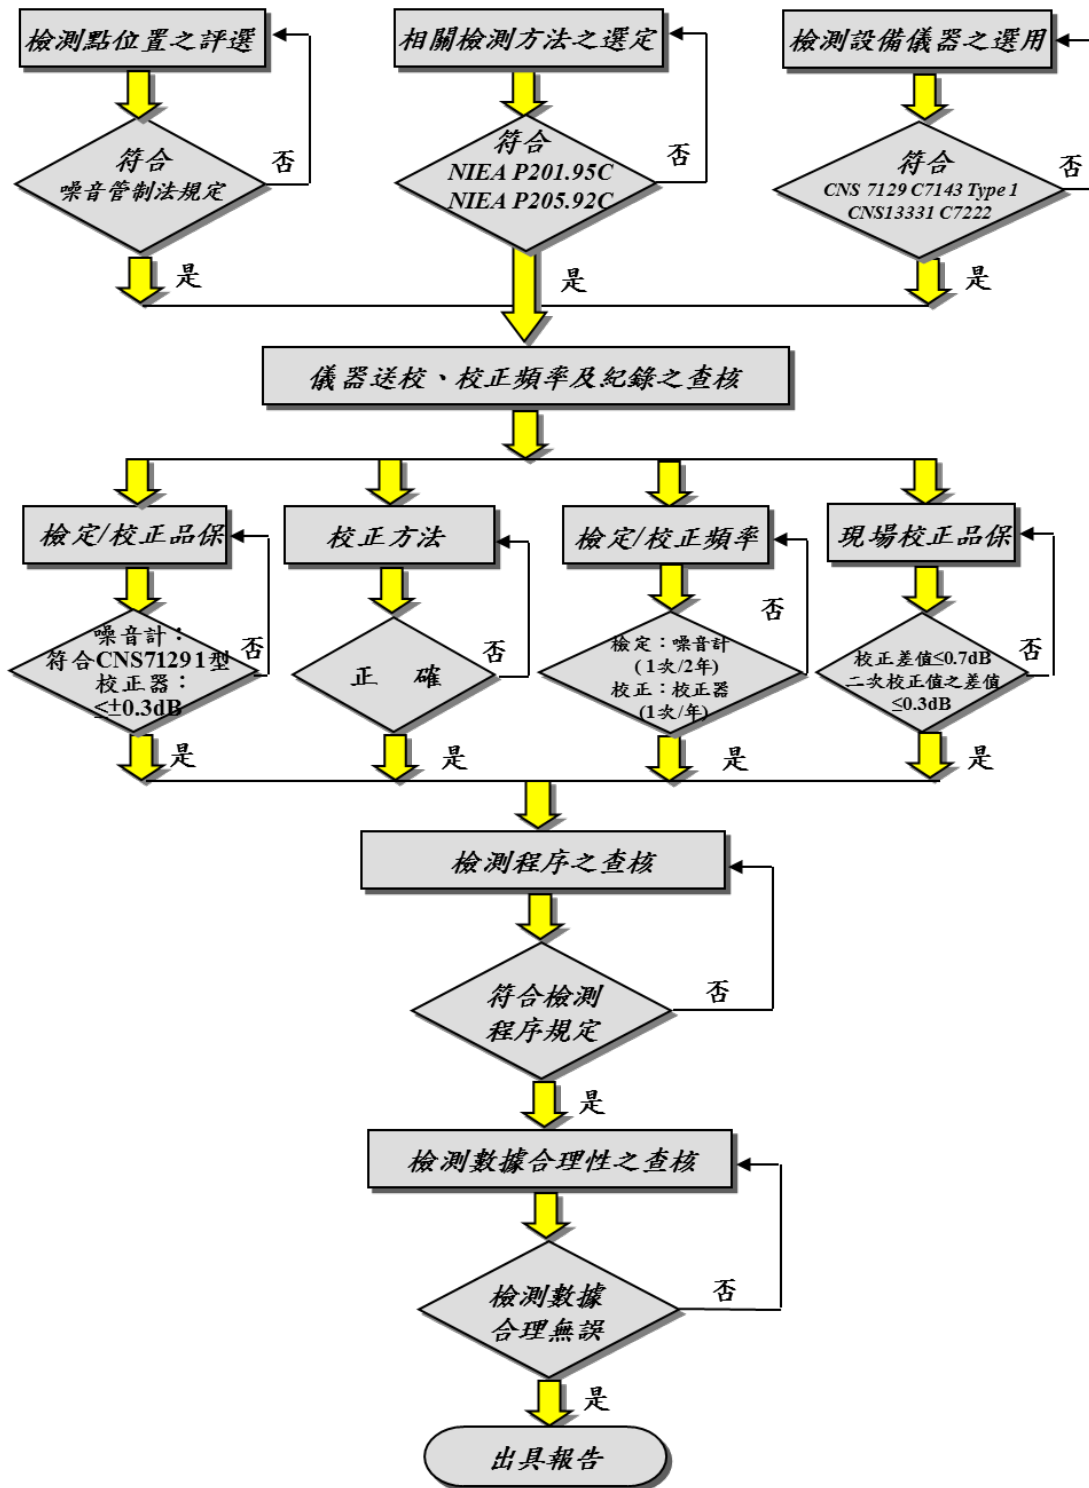 檢測點位置之評選
相關檢測方法之選定
檢測設備儀器之選用
符合
噪音管制法規定
否
符合
NIEA P201.95C
NIEA P205.92C
否
符合
CNS 7129 C7143 Type 1
CNS13331 C7222
否
是
是
是
儀器送校、校正頻率及紀錄之查核
檢定/校正品保
校正方法
檢定/校正頻率
現場校正品保
噪音計：
符合CNS7129 1型
校正器：
≤±0.3dB
否
正 確
否
檢定：噪音計
(1次/2年)
校正：校正器
(1次/年)
否
校正差值≤0.7dB
二次校正值之差值
≤0.3dB
否
是
是
是
是
檢測程序之查核
符合檢測
程序規定
否
是
檢測數據合理性之查核
檢測數據
合理無誤
否
是
出具報告